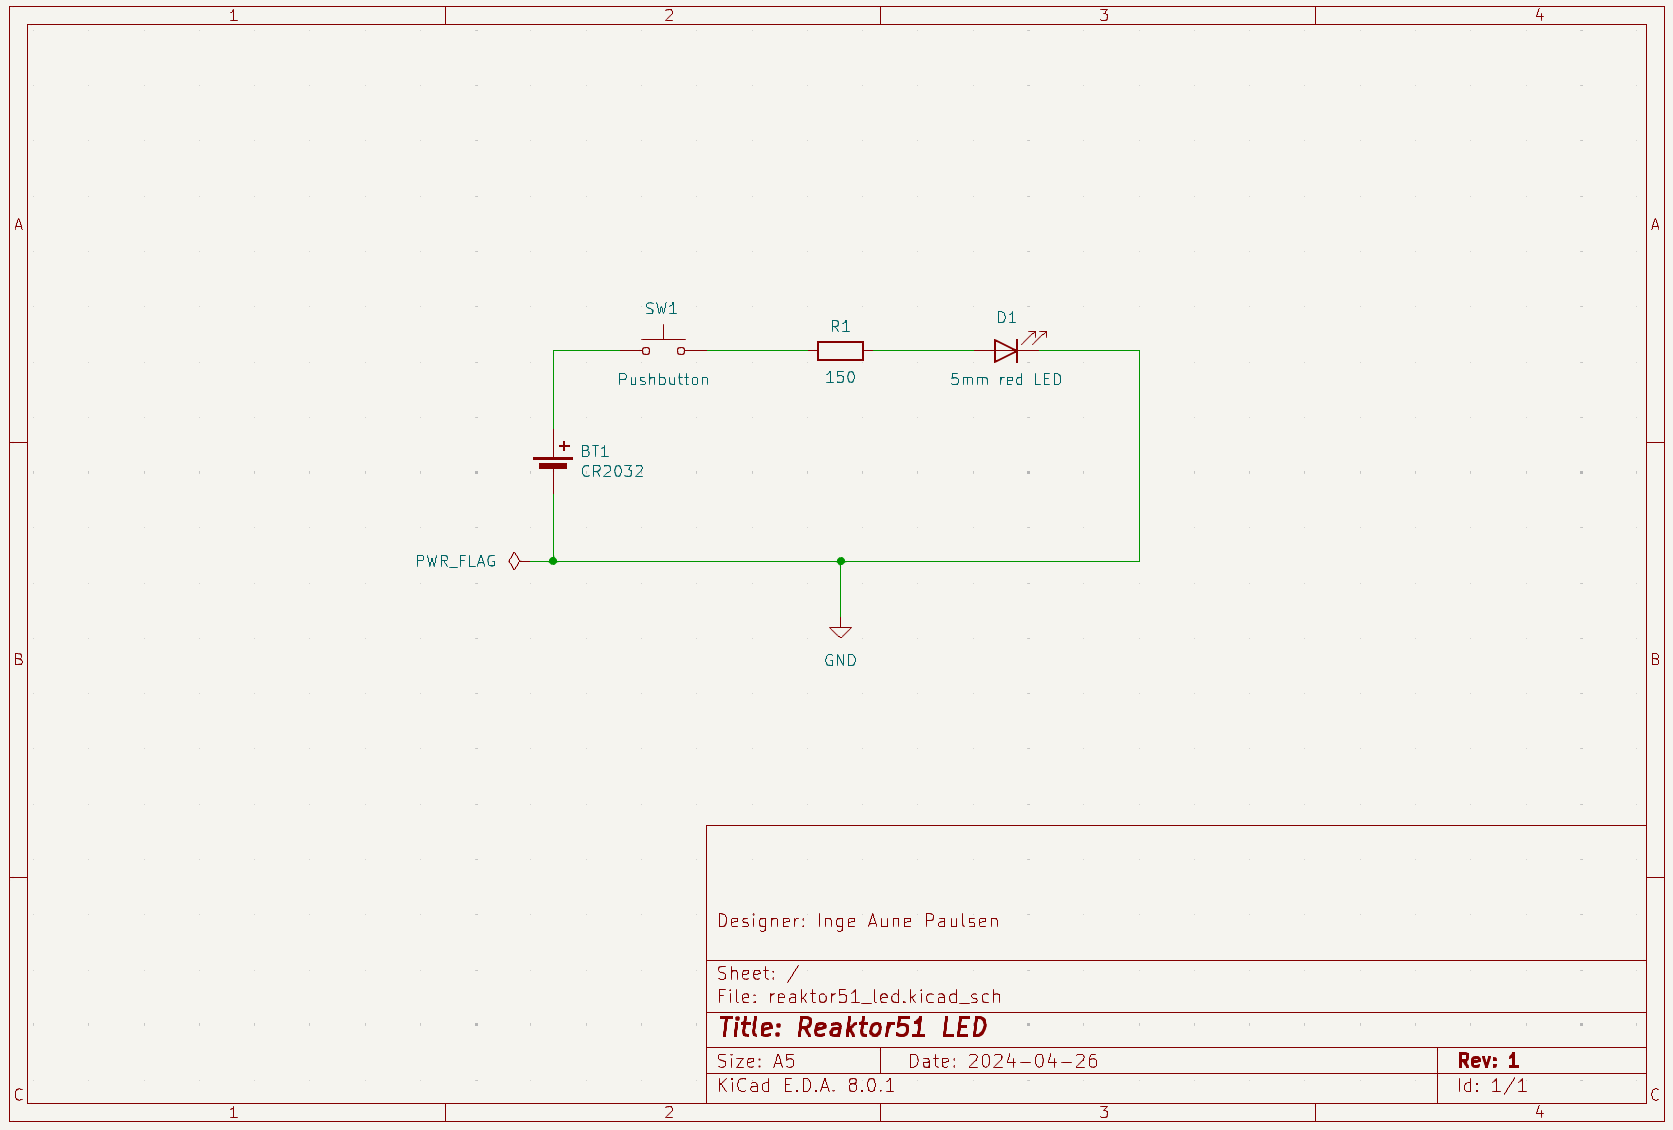 1 2 3 4
A A
SW1
D1
R1
Pushbutton
150
5mm red LED
+ BT1
CR2032
PWR_FLAG
GND
B B
Designer: Inge Aune Paulsen
Sheet: /
File: reaktor51_led.kicad_sch
Title: Reaktor51 LED
Size: A5 Date: 2024-04-26 Rev: 1
KiCad E.D.A. 8.0.1 Id: 1/1
C C
1 2 3 4